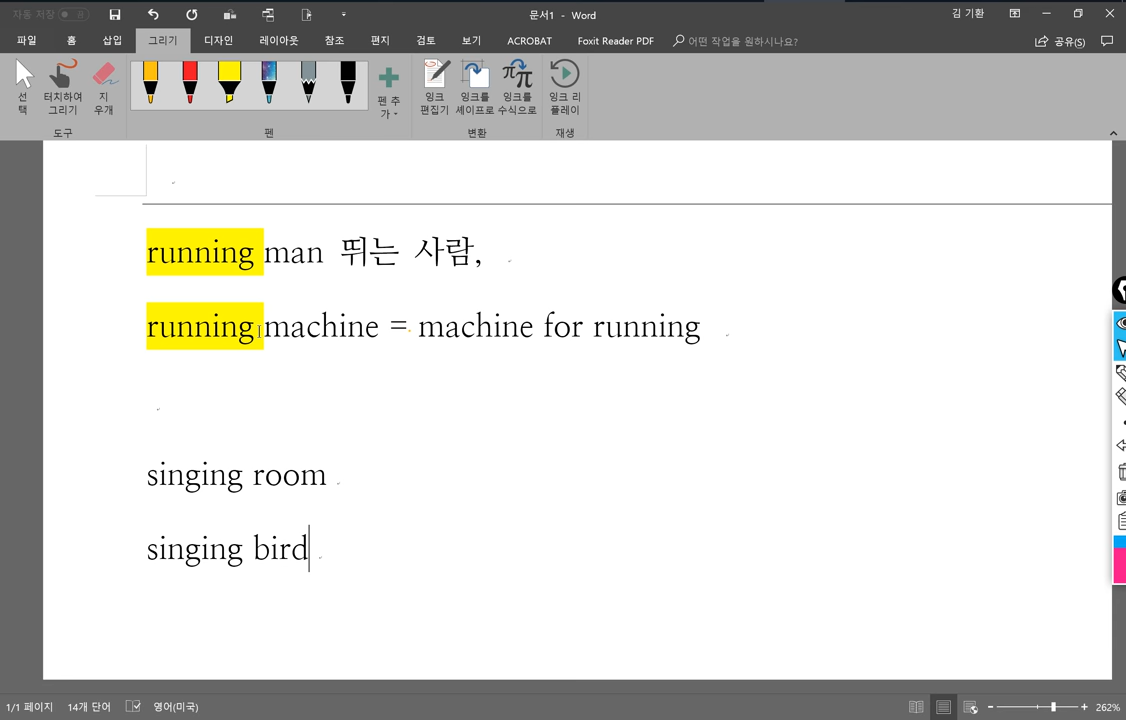 자동 저장
문서1 - Word
김 기환
파일 홈 삽입 그리기 디자인 레이아웃 참조 편지 검토 보기 ACROBAT Foxit Reader PDF 어떤 작업을 원하시나요? 공유(S)
선택
터치하여 그리기
지우개
펜 추가
잉크 편집기
잉크를 셰이프로
잉크를 수식으로
잉크 리플레이
도구 펜 변환 재생
running man 뛰는 사람,
running machine = machine for running
singing room
singing bird
1/1 페이지 14개 단어 영어(미국) 262%